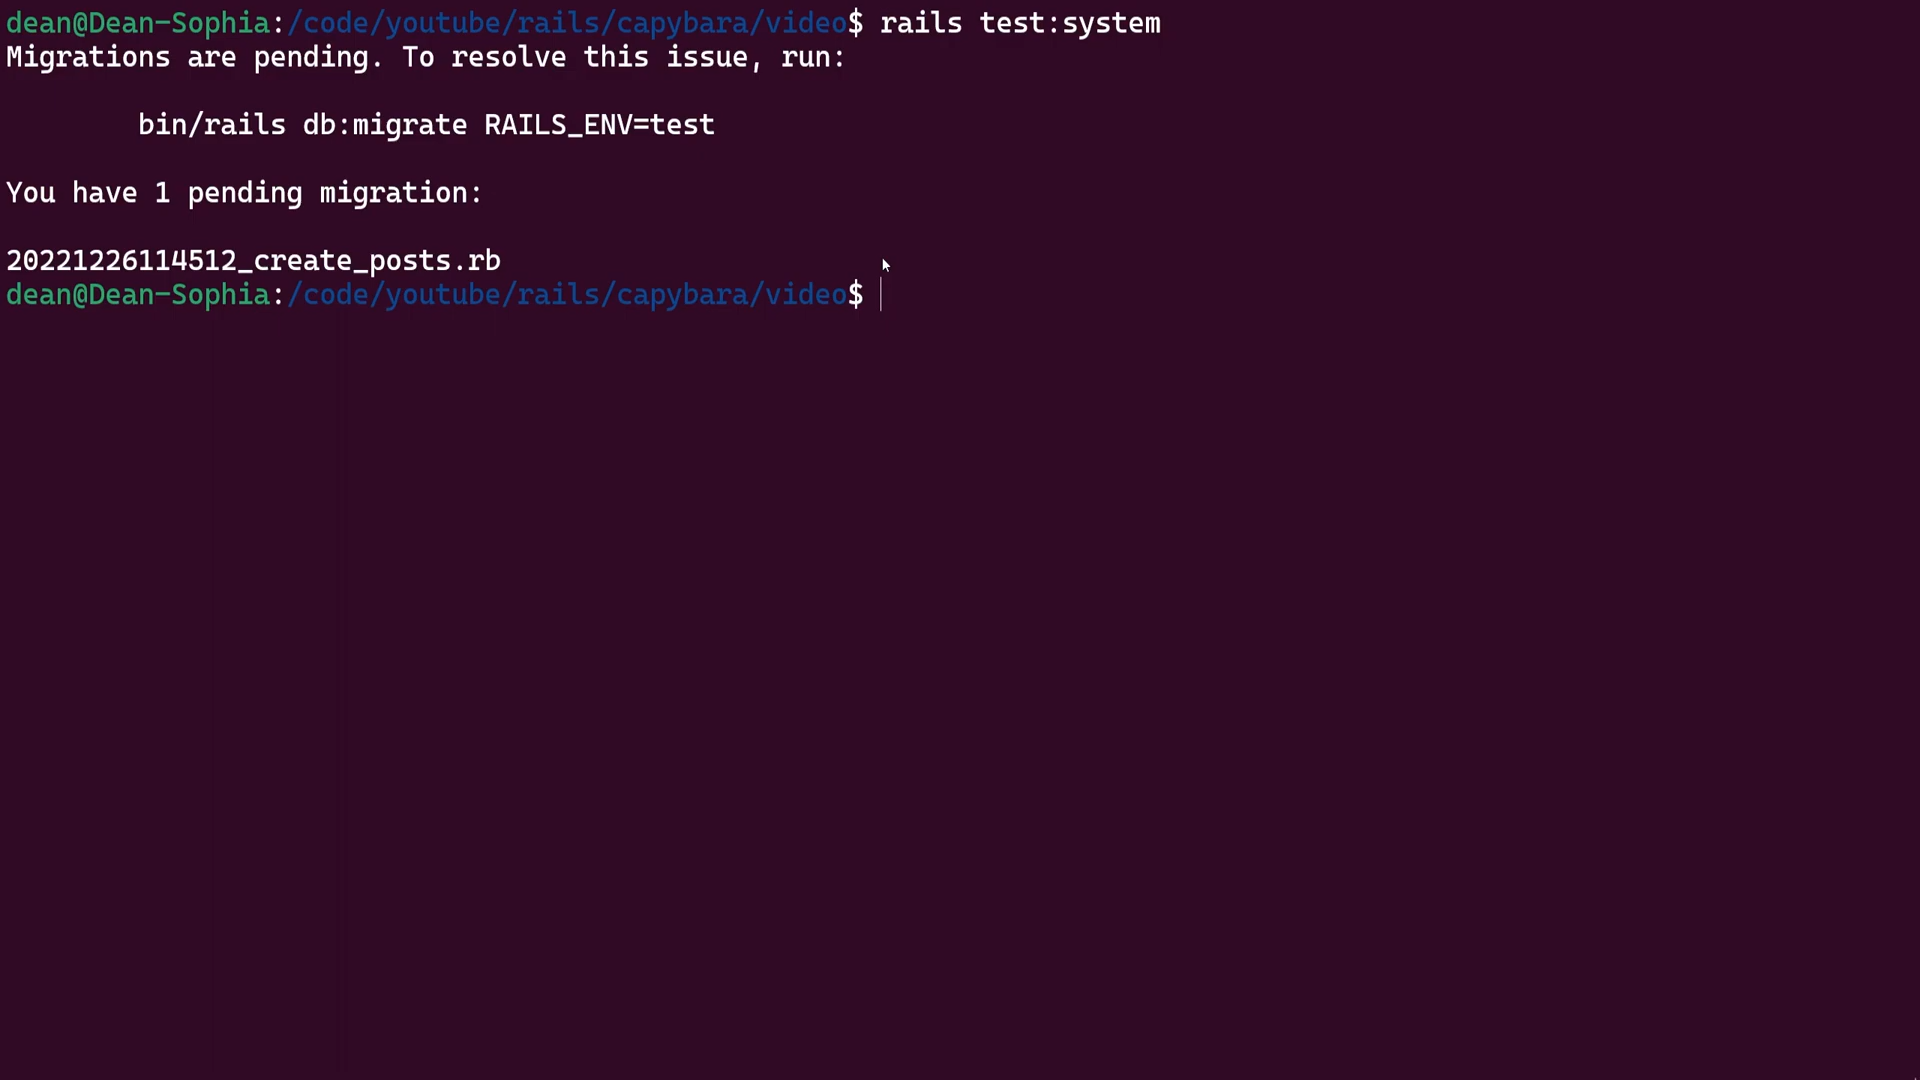 dean@Dean-Sophia:/code/youtube/rails/capybara/video$ rails test:system
Migrations are pending. To resolve this issue, run:
bin/rails db:migrate RAILS_ENV=test
You have 1 pending migration:
20221226114512_create_posts.rb
dean@Dean-Sophia:/code/youtube/rails/capybara/video$